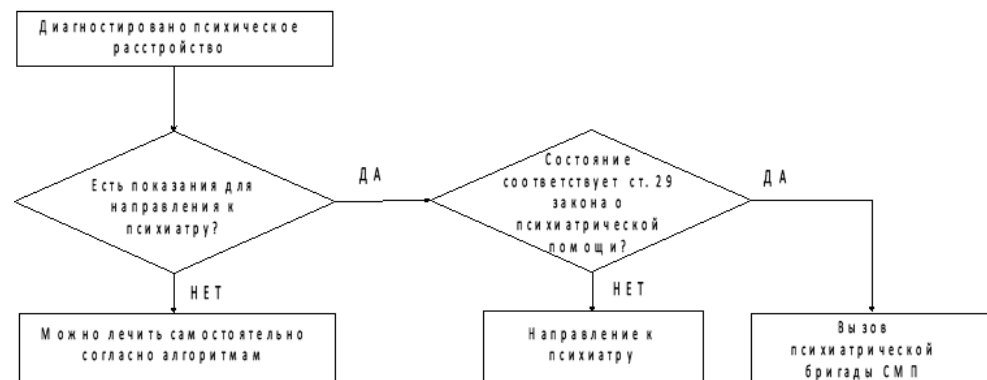 Диагностировано психическое
расстройство
Есть показания для
направления к
психиатру?
ДА
Состояние
соответствует ст. 29
закона о
психиатрической
помощи?
ДА
НЕТ
НЕТ
Можно лечить самостоятельно
согласно алгоритмам
Направление к
психиатру
Вызов
психиатрической
бригады СМП